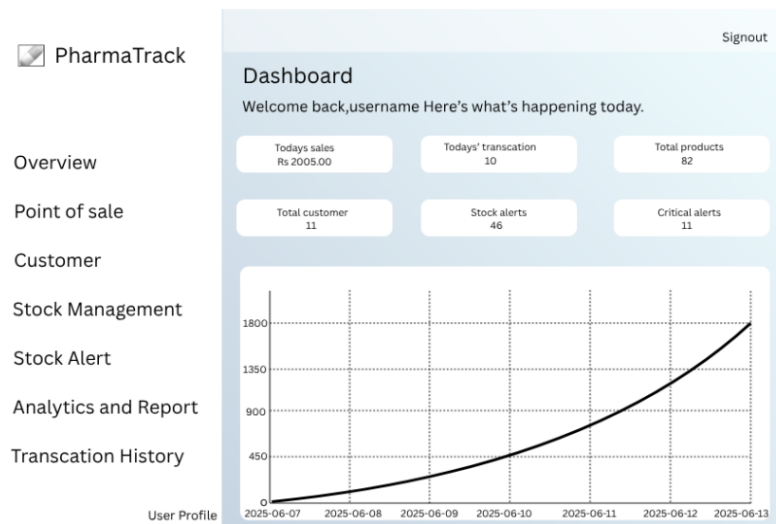 Signout
PharmaTrack
Dashboard
Welcome back,username Here's what's happening today.
Todays sales
Rs 2005.00
Todays' transcation
10
Total products
82
Total customer
11
Stock alerts
46
Critical alerts
11
Overview
Point of sale
Customer
Stock Management
Stock Alert
Analytics and Report
Transcation History
User Profile
1800
1350
900
450
0
2025-06-07 2025-06-08 2025-06-09 2025-06-10 2025-06-11 2025-06-12 2025-06-13